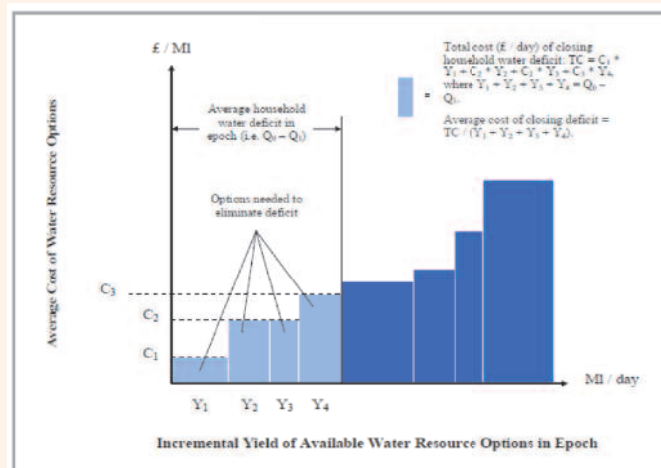 £ / Ml
Total cost (£ / day) of closing
household water deficit: TC = C₁ *
Y₁ + C₂ * Y₂ + C₂ * Y₃ + C₃ * Y₄,
where Y₁ + Y₂ + Y₃ + Y₄ = Q₀ –
Q₁.
=
Average cost of closing deficit =
TC / (Y₁ + Y₂ + Y₃ + Y₄).
Average household
water deficit in
epoch (i.e. Q₀ – Q₁)
Options needed to
eliminate deficit
Average Cost of Water Resource Options
C₃
C₂
C₁
Ml / day
Y₁ Y₂ Y₃ Y₄
Incremental Yield of Available Water Resource Options in Epoch